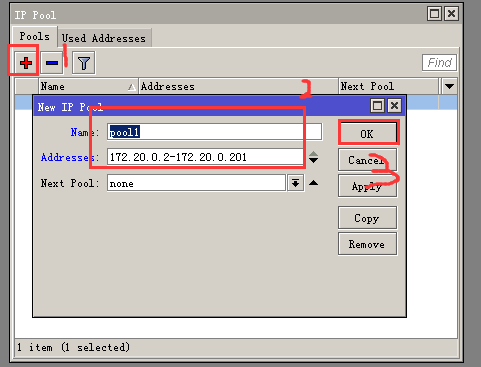 IP Pool
Pools Used Addresses
Find
Name Addresses Next Pool
New IP Pool
Name: pool1
OK
Addresses: 172.20.0.2-172.20.0.201
Cancel
Next Pool: none
Apply
Copy
Remove
1 item (1 selected)
1
2
3